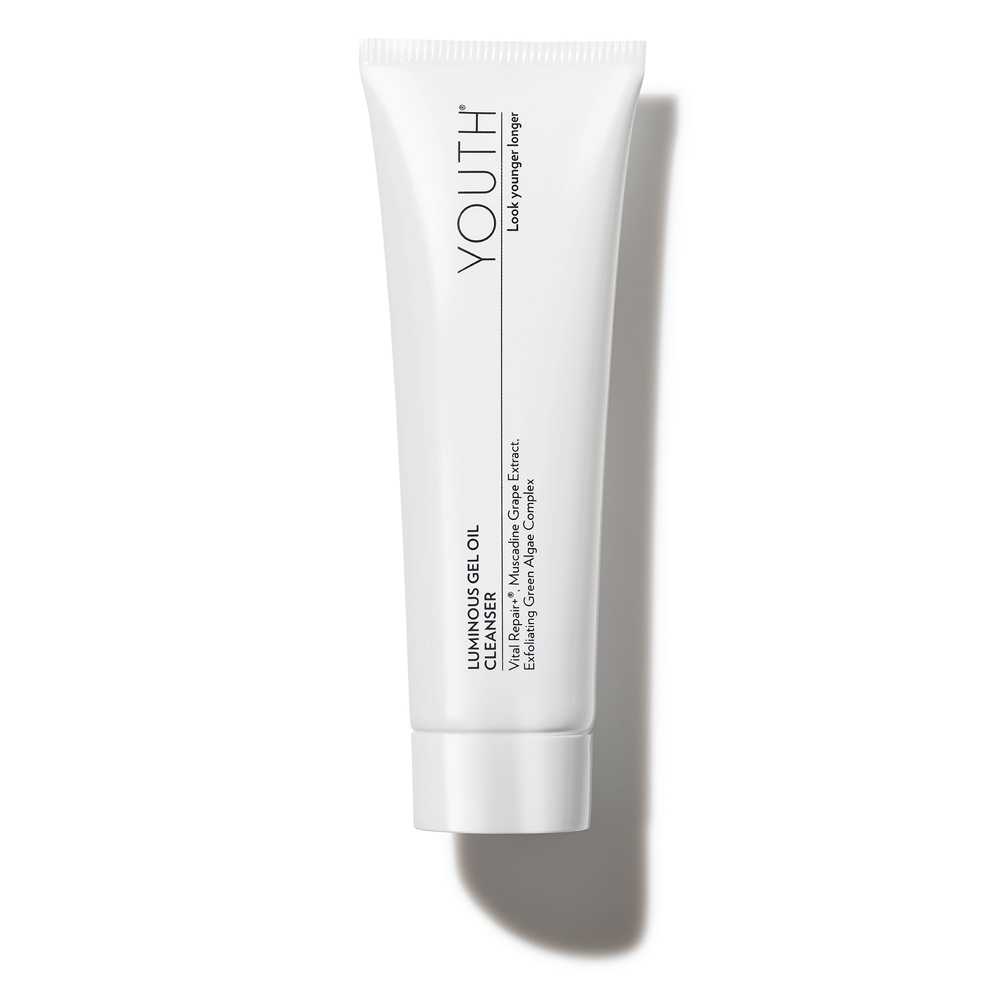 YOUTH®
Look younger longer
LUMINOUS GEL OIL
CLEANSER
Vital Repair+®, Muscadine Grape Extract,
Exfoliating Green Algae Complex